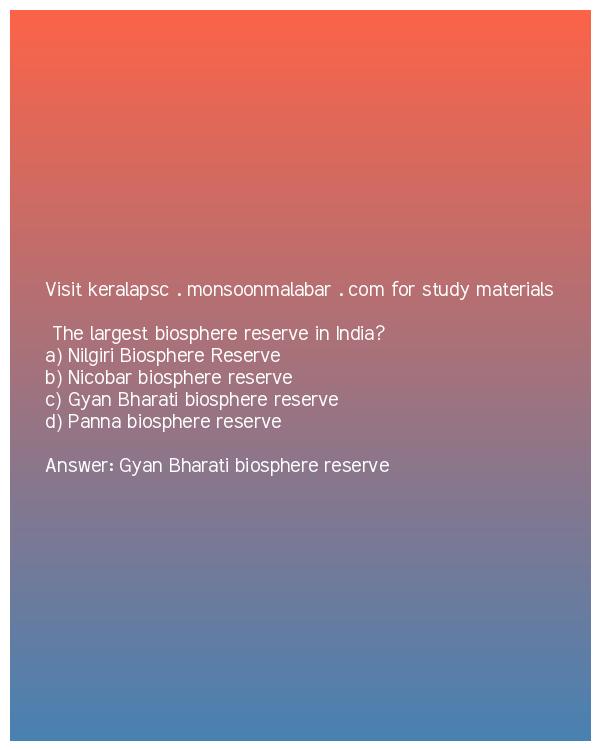 Visit keralapsc . monsoonmalabar . com for study materials
The largest biosphere reserve in India?
a) Nilgiri Biosphere Reserve
b) Nicobar biosphere reserve
c) Gyan Bharati biosphere reserve
d) Panna biosphere reserve
Answer: Gyan Bharati biosphere reserve